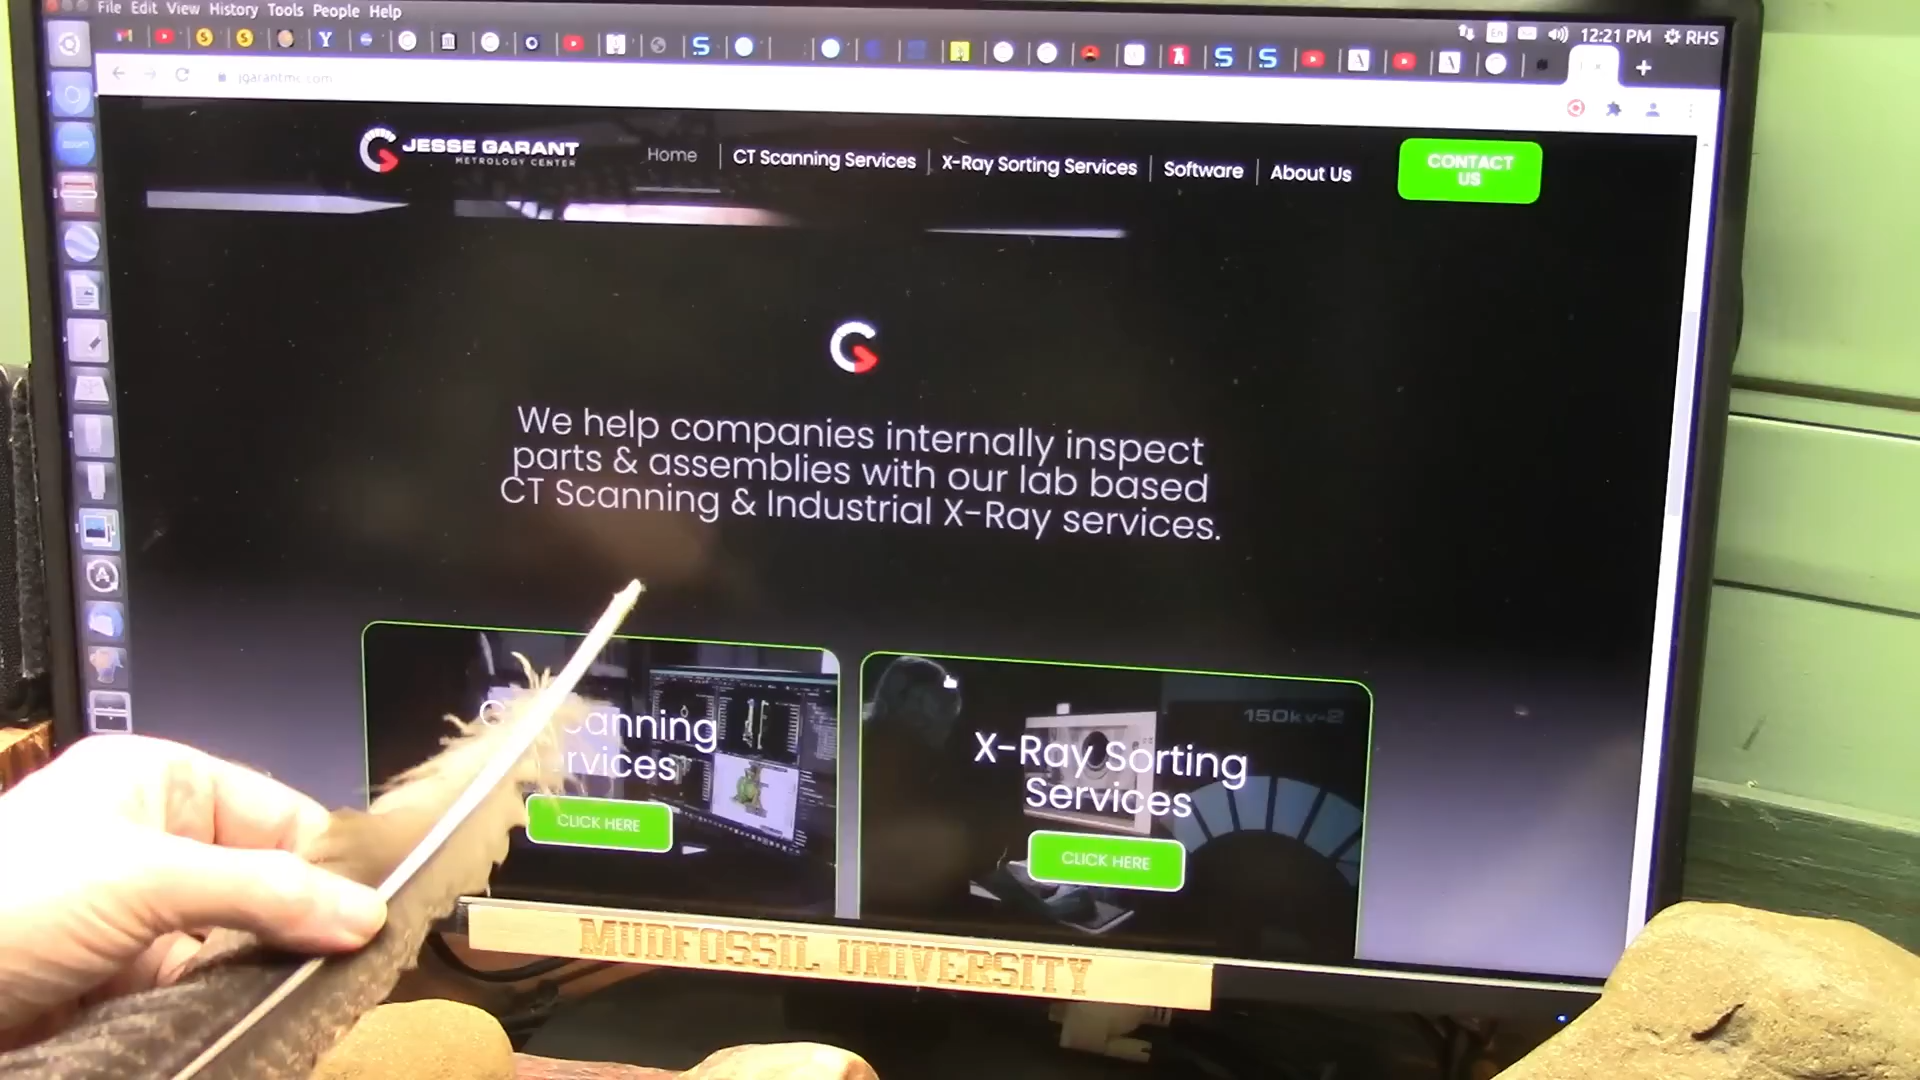 File Edit View History Tools People Help
12:21 PM RHS
jgarantmc.com
JESSE GARANT
METROLOGY CENTER
Home
CT Scanning Services
X-Ray Sorting Services
Software
About Us
CONTACT
US
We help companies internally inspect
parts & assemblies with our lab based
CT Scanning & Industrial X-Ray services.
150kv-2
X-Ray Sorting
Services
CLICK HERE
CLICK HERE
MUDFOSSIL UNIVERSITY